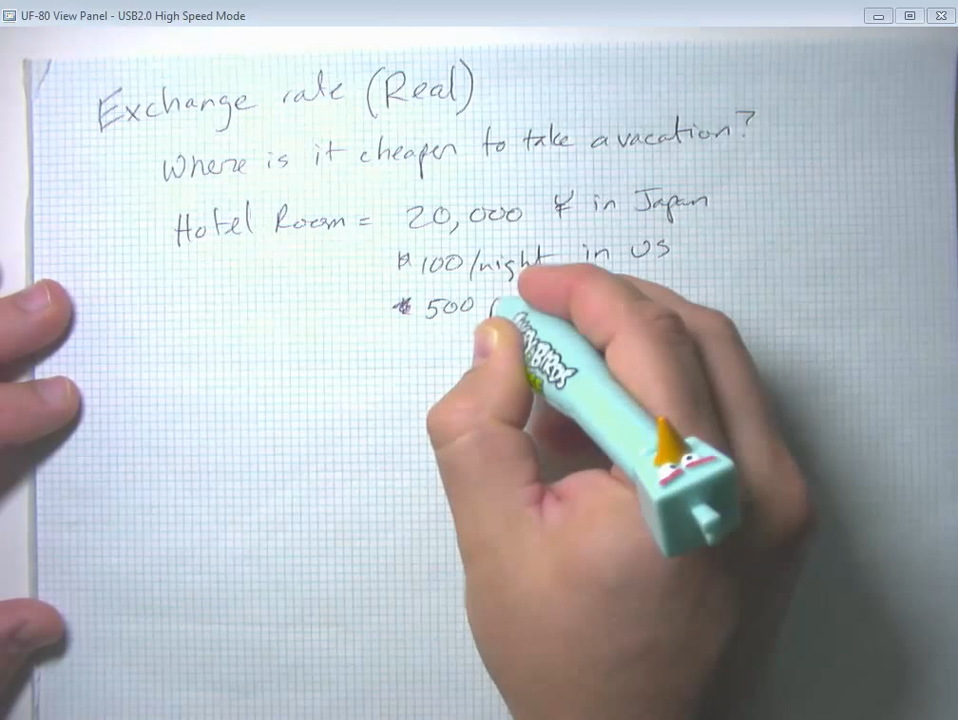 UF-80 View Panel - USB2.0 High Speed Mode
Exchange rate (Real)
Where is it cheaper to take a vacation?
Hotel Room = 20,000 ¥ in Japan
$100/night in US
500
BIRDS